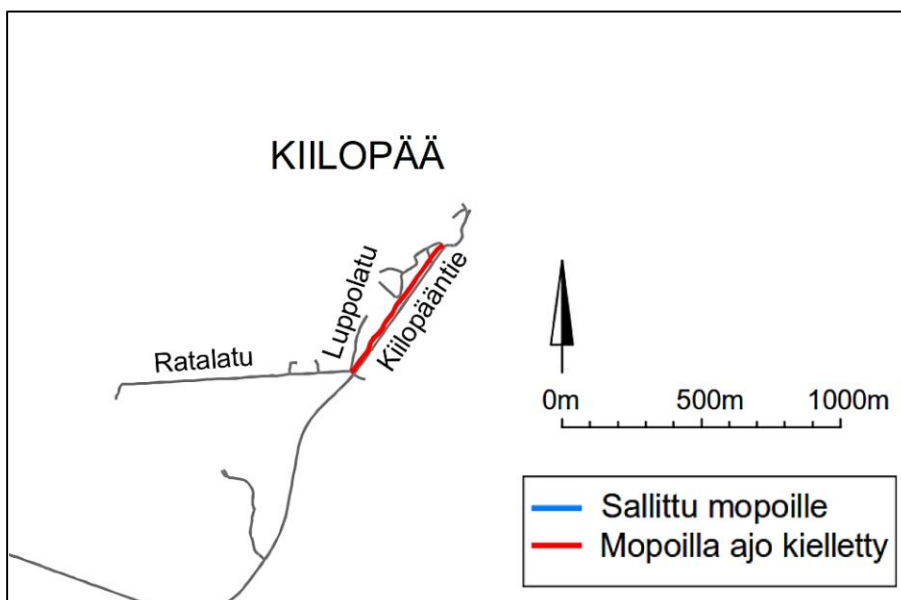 KIILOPÄÄ
Luppolatu
Kiilopääntie
Ratalatu
0m 500m 1000m
Sallittu mopoille
Mopoilla ajo kielletty